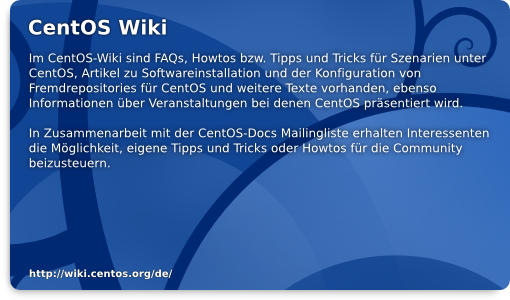 CentOS Wiki
Im CentOS-Wiki sind FAQs, Howtos bzw. Tipps und Tricks für Szenarien unter
CentOS, Artikel zu Softwareinstallation und der Konfiguration von
Fremdrepositories für CentOS und weitere Texte vorhanden, ebenso
Informationen über Veranstaltungen bei denen CentOS präsentiert wird.
In Zusammenarbeit mit der CentOS-Docs Mailingliste erhalten Interessenten
die Möglichkeit, eigene Tipps und Tricks oder Howtos für die Community
beizusteuern.
http://wiki.centos.org/de/